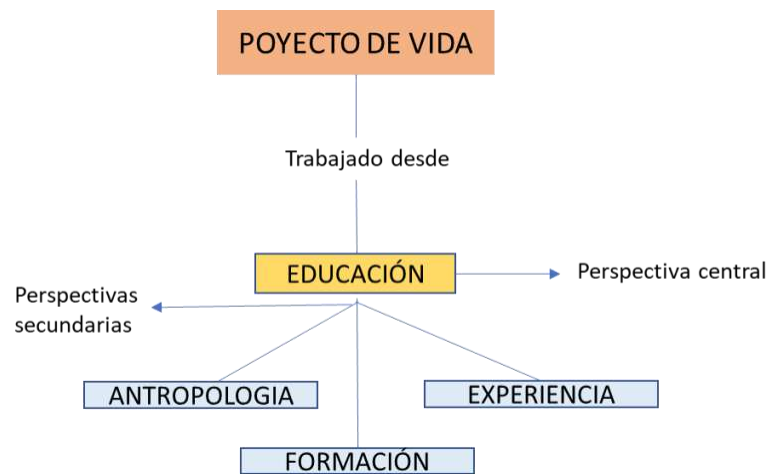 POYECTO DE VIDA
Trabajado desde
EDUCACIÓN
Perspectiva central
Perspectivas
secundarias
ANTROPOLOGIA
EXPERIENCIA
FORMACIÓN